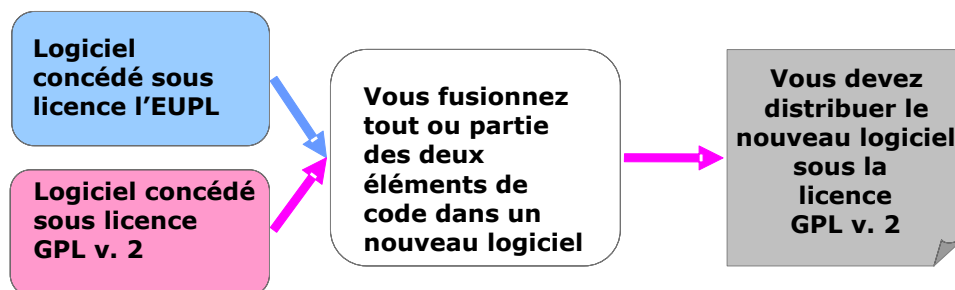 Logiciel
concédé sous
licence l’EUPL
Logiciel concédé
sous licence
GPL v. 2
Vous fusionnez
tout ou partie
des deux
éléments de
code dans un
nouveau logiciel
Vous devez
distribuer le
nouveau logiciel
sous la
licence
GPL v. 2